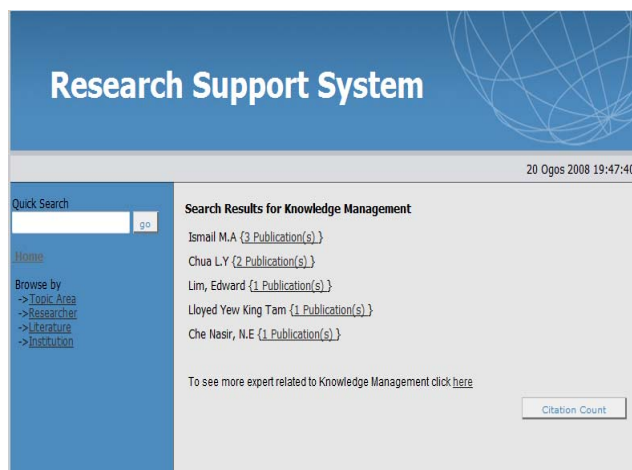 Research Support System
20 Ogos 2008 19:47:40
Quick Search
go
Home
Browse by
->Topic Area
->Researcher
->Literature
->Institution
Search Results for Knowledge Management
Ismail M.A {3 Publication(s) }
Chua L.Y {2 Publication(s) }
Lim, Edward {1 Publication(s) }
Lloyed Yew King Tam {1 Publication(s) }
Che Nasir, N.E {1 Publication(s) }
To see more expert related to Knowledge Management click here
Citation Count